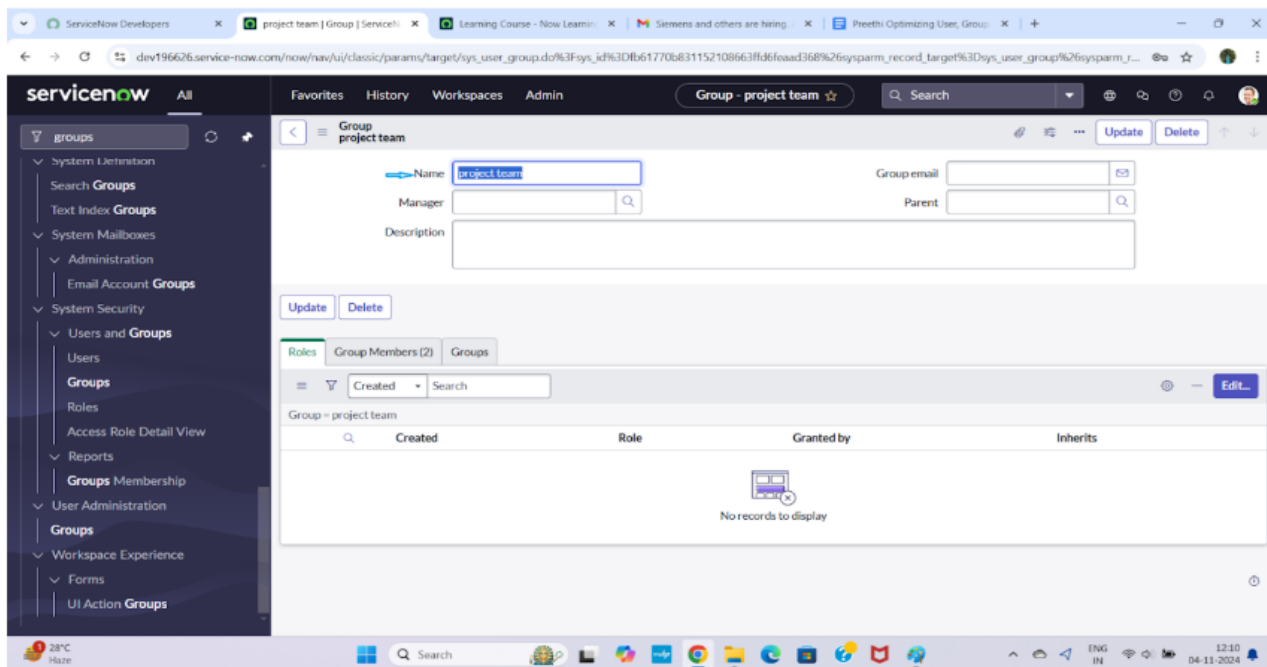 ServiceNow Developers
project team | Group | ServiceN
Learning Course - Now Learning
Siemens and others are hiring.
Preethi Optimizing User, Group
dev196626.service-now.com/now/nav/ui/classic/params/target/sys_user_group.do%3Fsys_id%3Dfb61770b831152108663ffd6feaad368%26sysparm_record_target%3Dsys_user_group%26sysparm_r...
servicenow All Favorites History Workspaces Admin Group - project team Search
groups
System Definition
Search Groups
Text Index Groups
System Mailboxes
Administration
Email Account Groups
System Security
Users and Groups
Users
Groups
Roles
Access Role Detail View
Reports
Groups Membership
User Administration
Groups
Workspace Experience
Forms
UI Action Groups
Group
project team
Update Delete
Name project team Group email
Manager Parent
Description
Update Delete
Roles Group Members (2) Groups
Created Search Edit...
Group = project team
Created Role Granted by Inherits
No records to display
28°C
Haze
Search
ENG
IN
12:10
04-11-2024